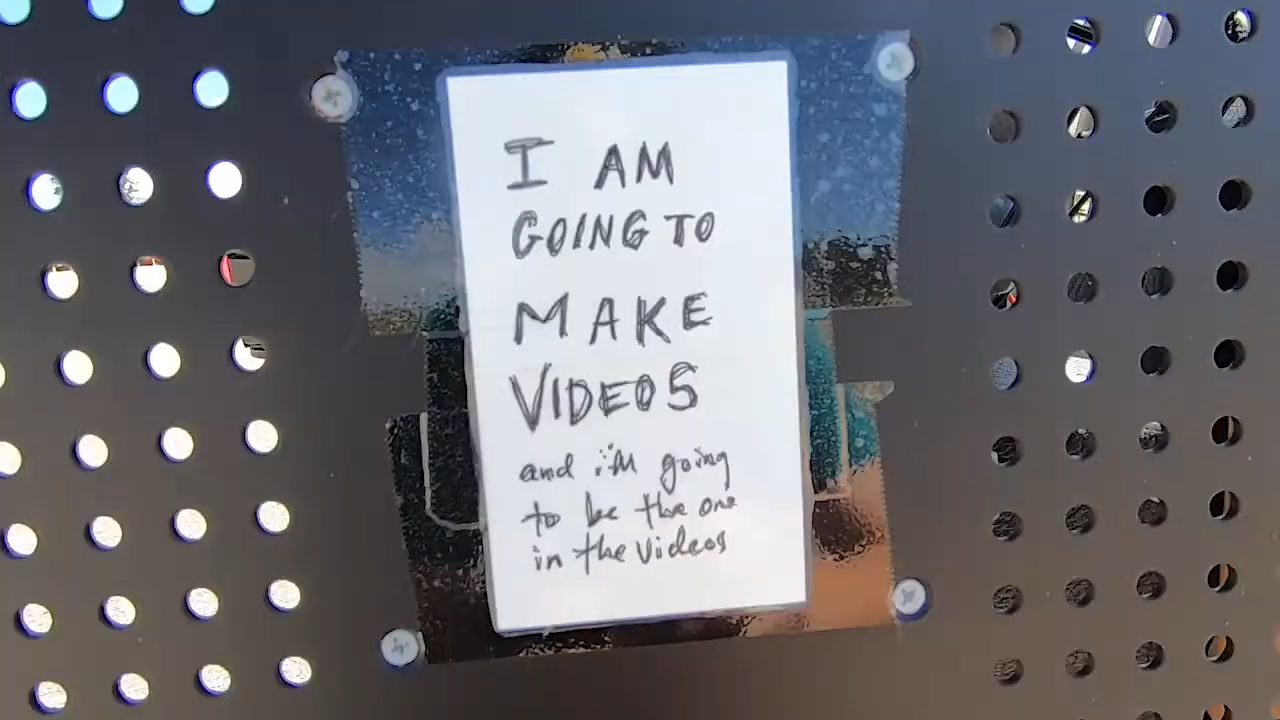 I AM
GOING TO
MAKE
VIDEOS
and i'm going
to be the one
in the videos